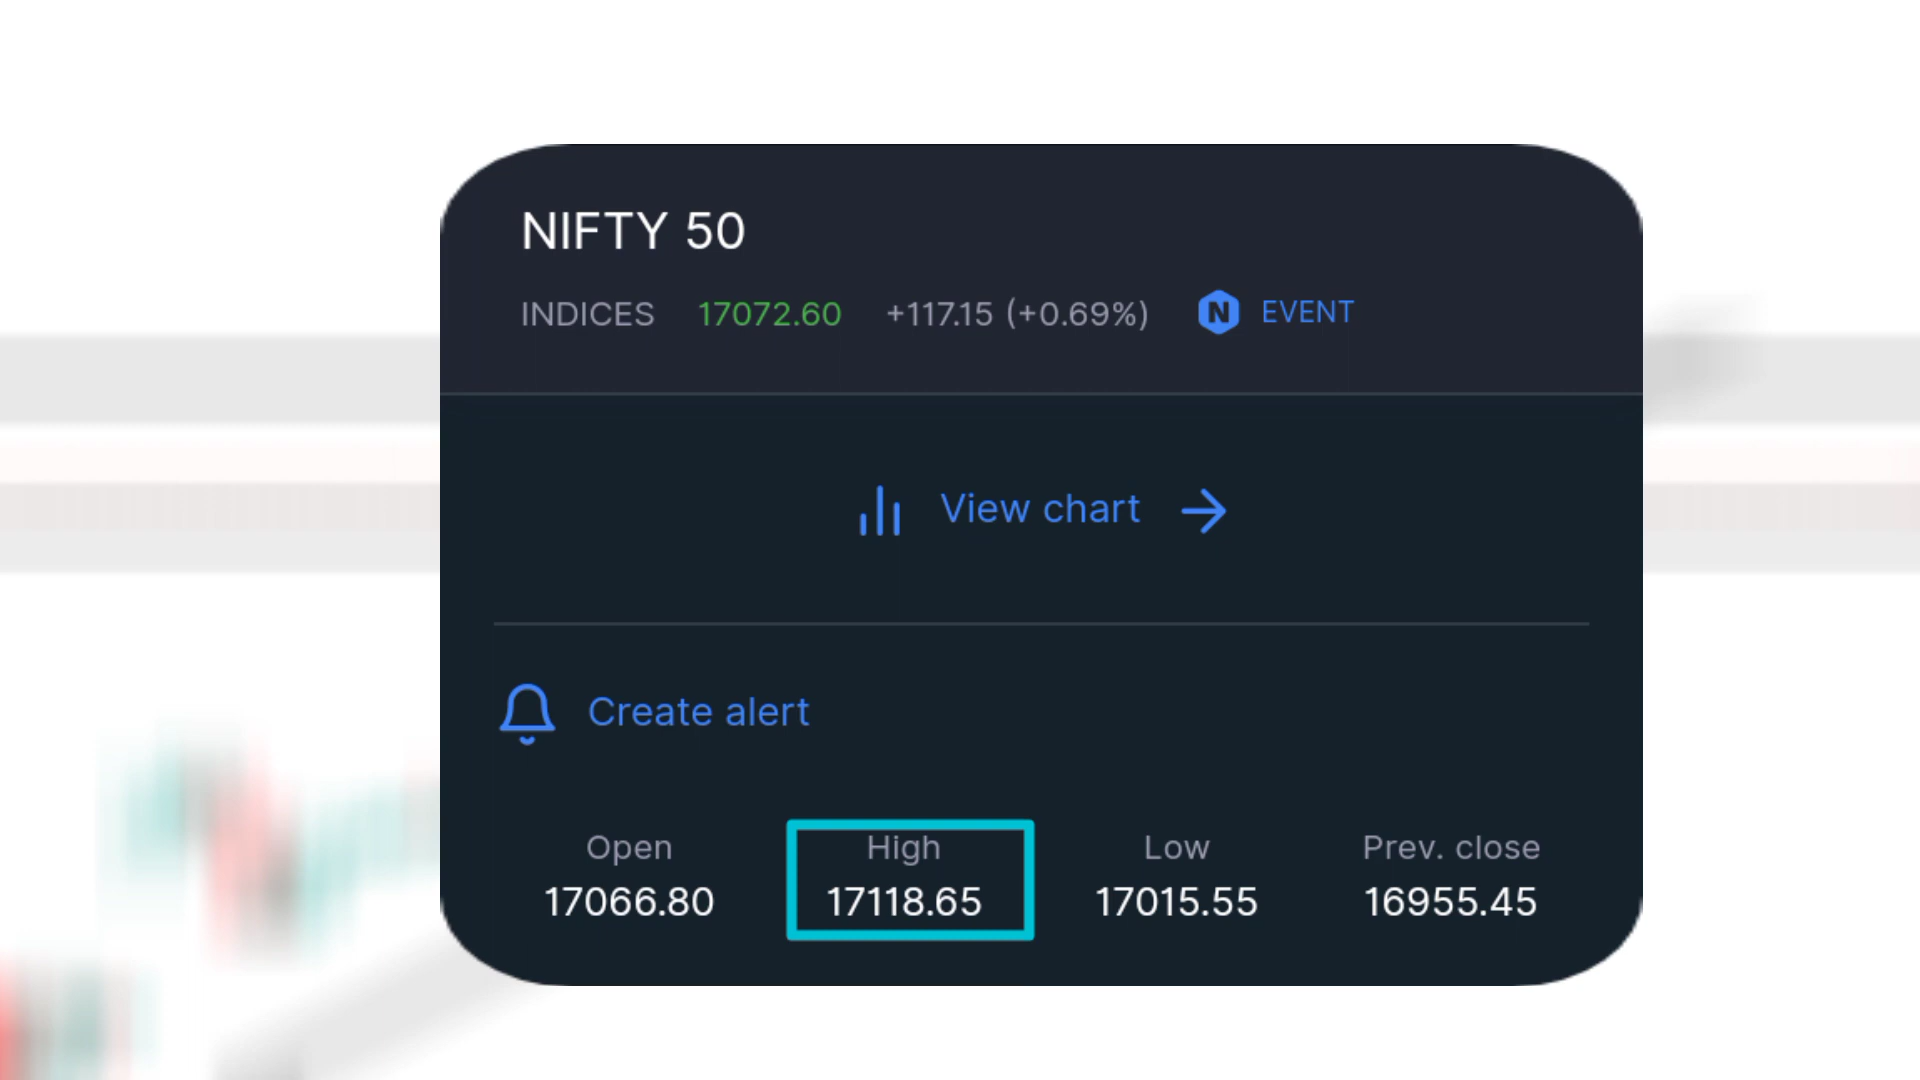 NIFTY 50
INDICES 17072.60 +117.15 (+0.69%) N EVENT
View chart
Create alert
Open High Low Prev. close
17066.80 17118.65 17015.55 16955.45